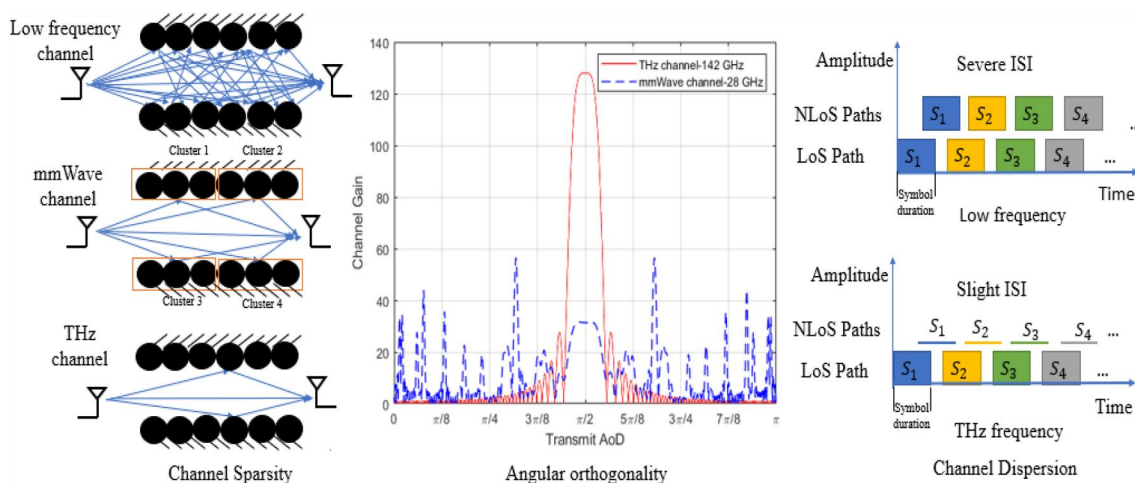 Low frequency
channel
Cluster 1
Cluster 2
mmWave
channel
Cluster 3
Cluster 4
THz
channel
Channel Sparsity
140
120
100
80
60
40
20
0
Channel Gain
THz channel-142 GHz
mmWave channel-28 GHz
0
π/8
π/4
3π/8
π/2
5π/8
3π/4
7π/8
π
Transmit AoD
Angular orthogonality
Amplitude
Severe ISI
NLoS Paths
S1 S2 S3 S4
...
LoS Path
S1 S2 S3 S4 ...
Symbol
duration
Time
Low frequency
Amplitude
Slight ISI
NLoS Paths
S1 S2 S3 S4 ...
LoS Path
S1 S2 S3 S4 ...
Symbol
duration
Time
THz frequency
Channel Dispersion